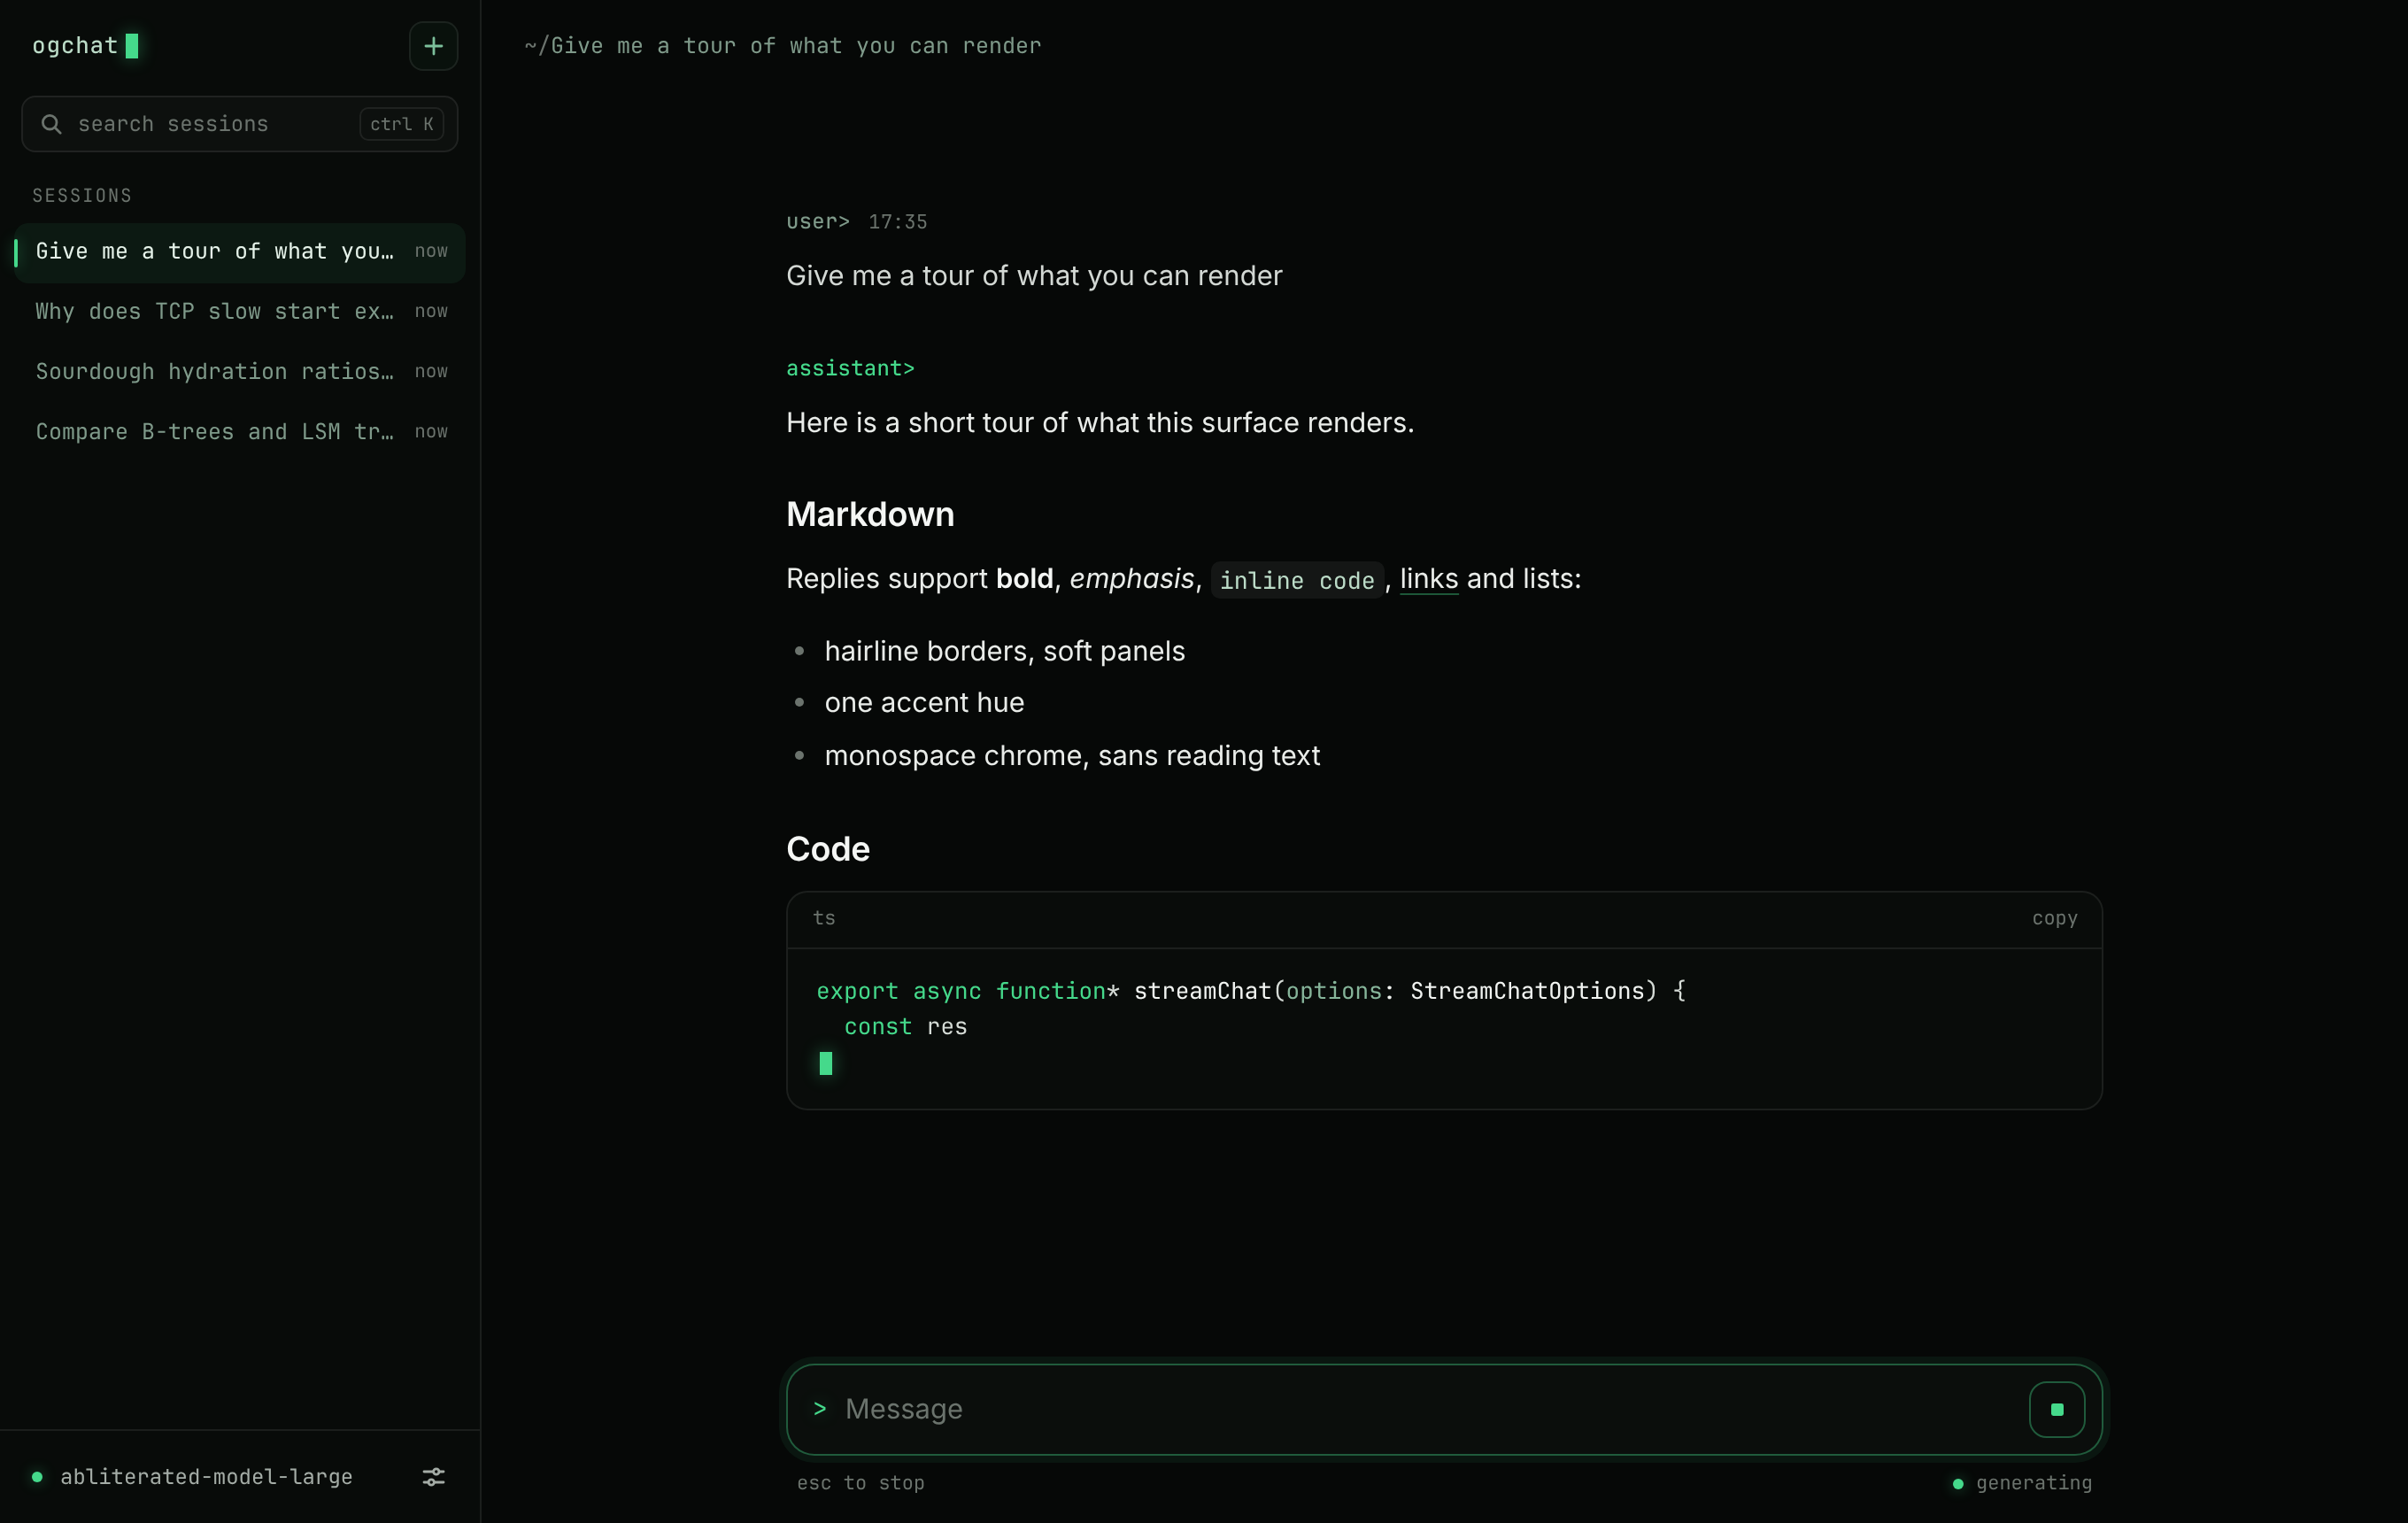 ogchat
search sessions ctrl K
SESSIONS
Give me a tour of what you… now
Why does TCP slow start ex… now
Sourdough hydration ratios… now
Compare B-trees and LSM tr… now
abliterated-model-large
~/Give me a tour of what you can render
user> 17:35
Give me a tour of what you can render
assistant>
Here is a short tour of what this surface renders.
Markdown
Replies support bold, emphasis, inline code, links and lists:
• hairline borders, soft panels
• one accent hue
• monospace chrome, sans reading text
Code
ts copy
export async function* streamChat(options: StreamChatOptions) {
  const res
> Message
esc to stop generating